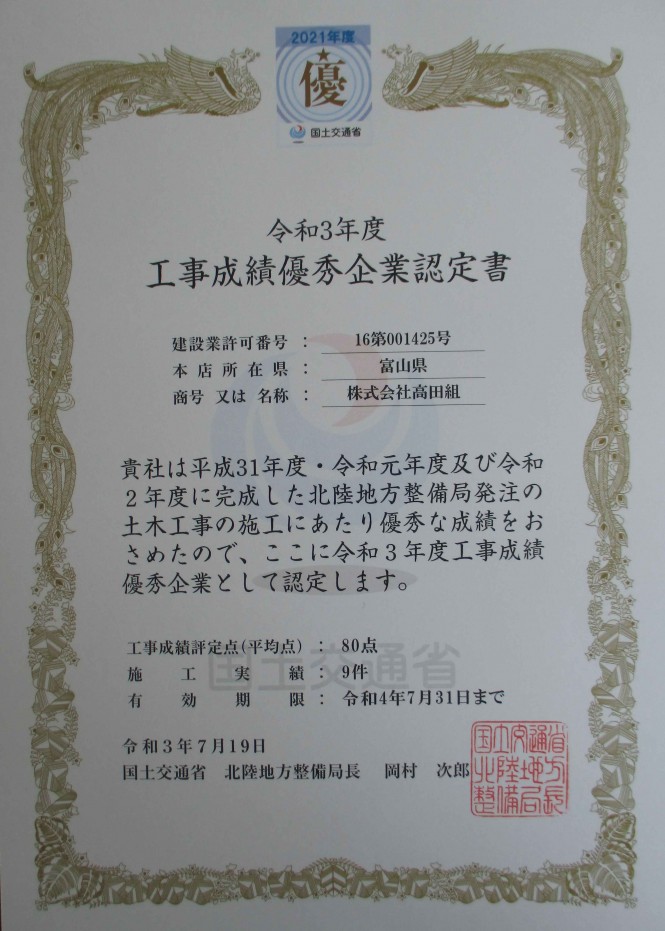 2021年度
優
国土交通省
令和3年度
工事成績優秀企業認定書
建設業許可番号 : 16第001425号
本店所在県 : 富山県
商号 又は 名称 : 株式会社高田組
貴社は平成31年度・令和元年度及び令和
2年度に完成した北陸地方整備局発注の
土木工事の施工にあたり優秀な成績をお
さめたので、ここに令和3年度工事成績
優秀企業として認定します。
工事成績評定点(平均点) : 80点
施工実績 : 9件
国土交通省
有効期限 : 令和4年7月31日まで
令和3年7月19日
国土交通省 北陸地方整備局長 岡村 次郎
国土交通省
北陸地方
整備局長